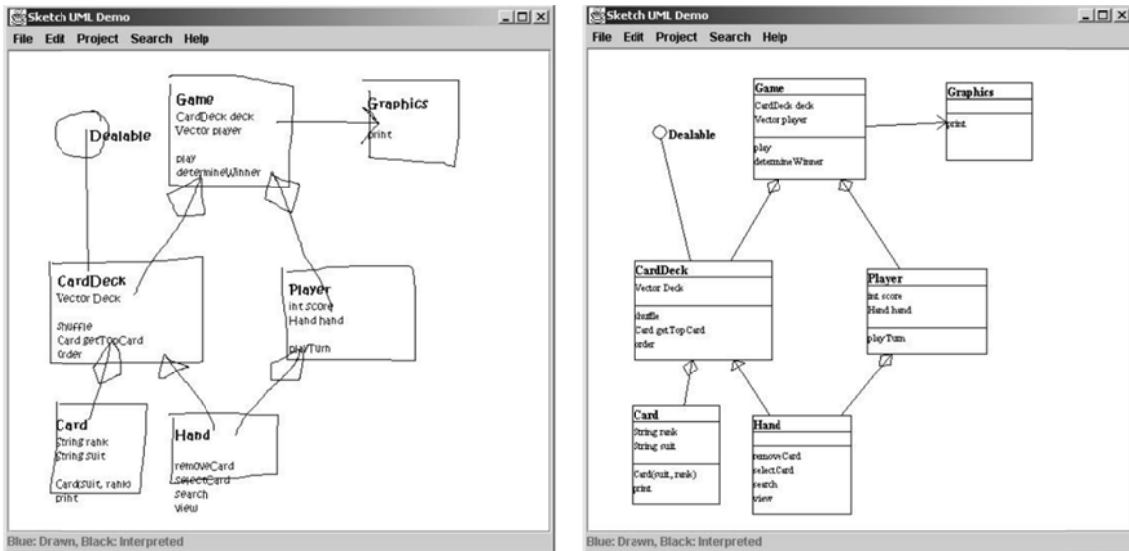 Sketch UML Demo
File Edit Project Search Help
Game
CardDeck deck
Vector player
play
determineWinner
Graphics
print
Dealable
CardDeck
Vector Deck
shuffle
Card getTopCard
order
Player
int score
Hand hand
playTurn
Card
String rank
String suit
Card(suit, rank)
print
Hand
removeCard
selectCard
search
view
Blue: Drawn, Black: Interpreted
Sketch UML Demo
File Edit Project Search Help
Game
CardDeck deck
Vector player
play
determineWinner
Graphics
print
Dealable
CardDeck
Vector Deck
shuffle
Card getTopCard
order
Player
int score
Hand hand
playTurn
Card
String rank
String suit
Card(suit, rank)
print
Hand
removeCard
selectCard
search
view
Blue: Drawn, Black: Interpreted